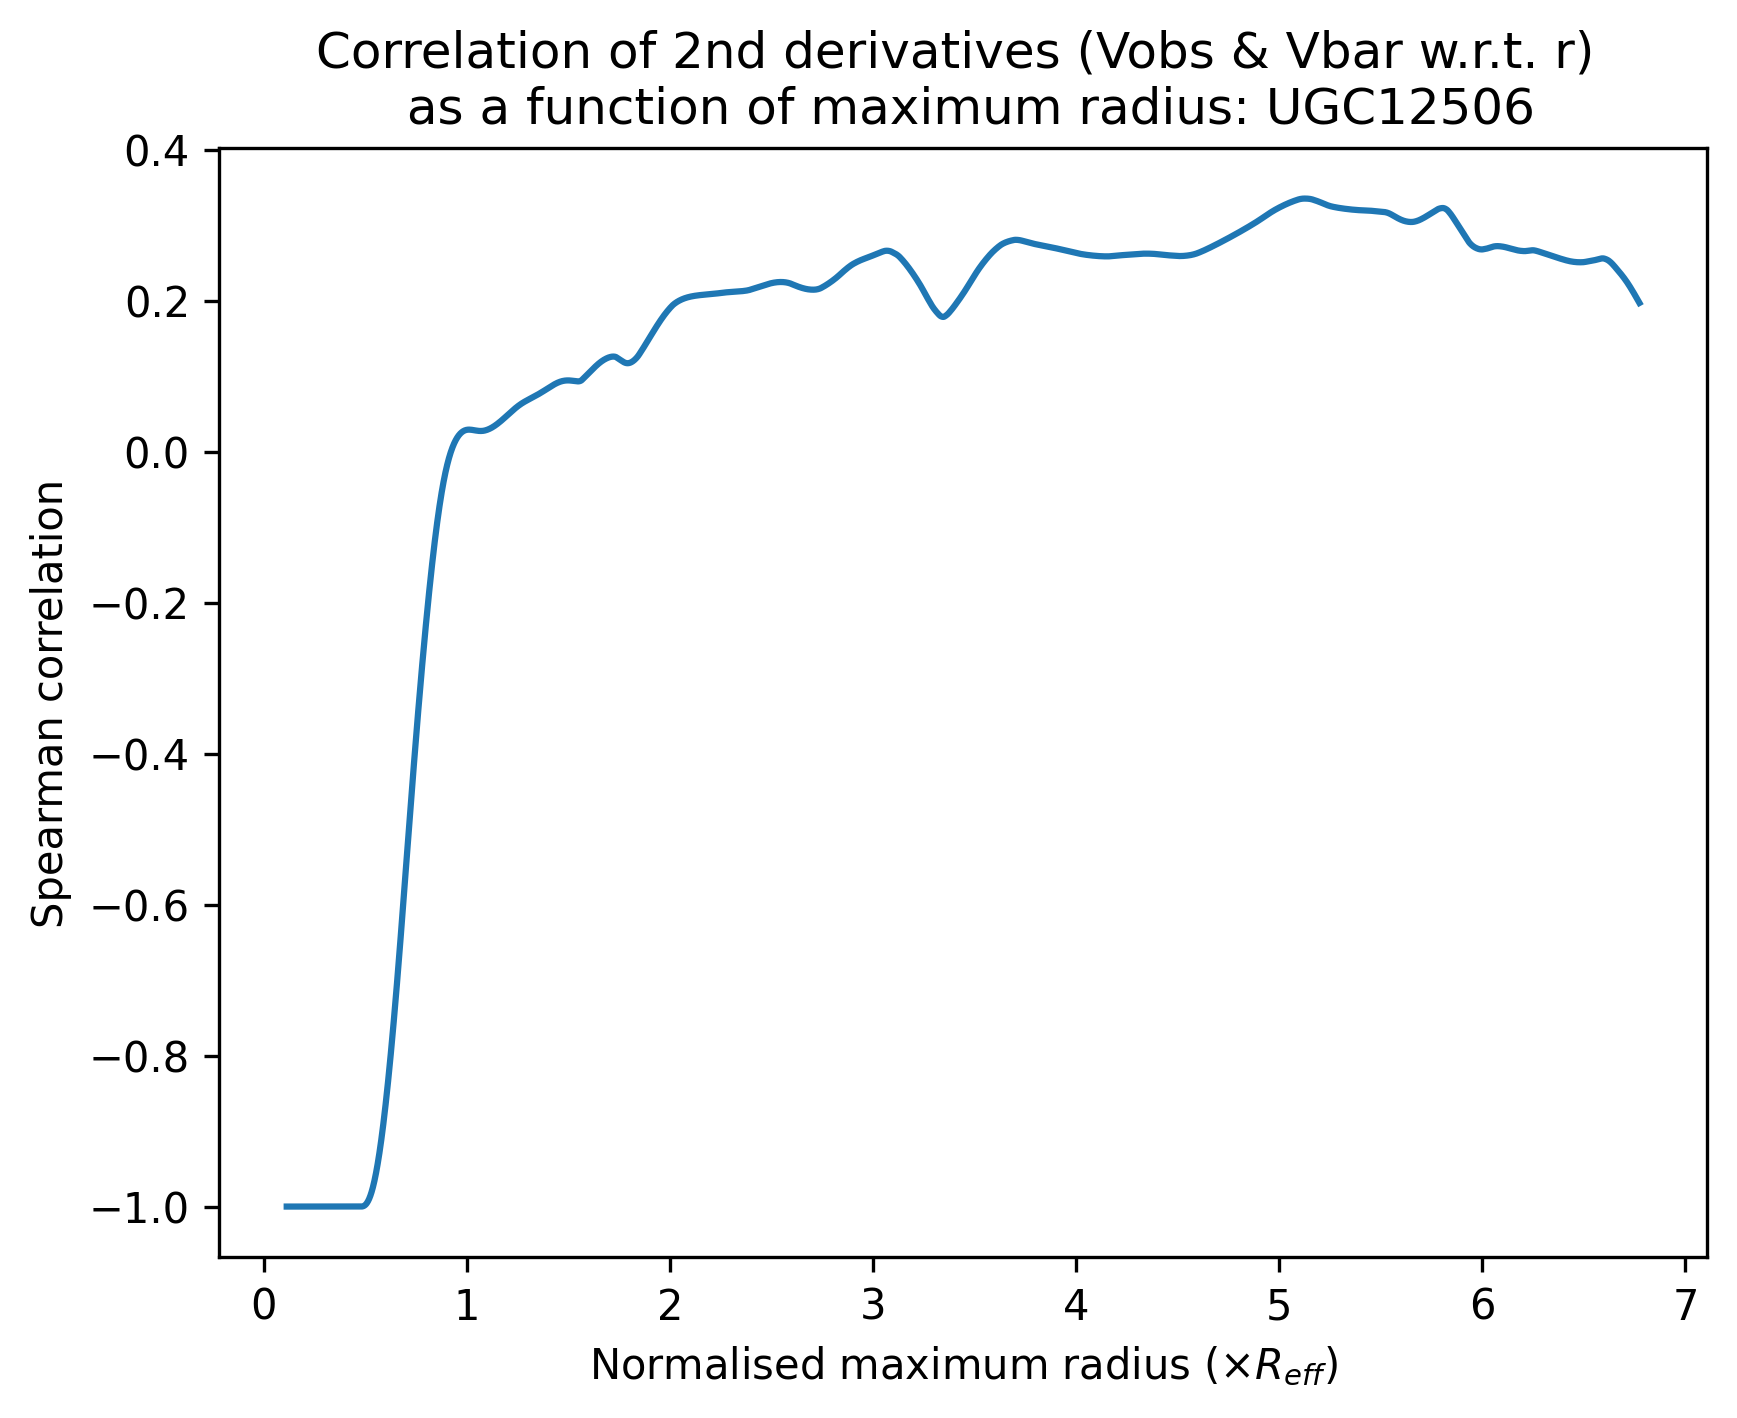 Correlation of 2nd derivatives (Vobs & Vbar w.r.t. r)
as a function of maximum radius: UGC12506
0.4
0.2
0.0
−0.2
−0.4
−0.6
−0.8
−1.0
Spearman correlation
0 1 2 3 4 5 6 7
Normalised maximum radius (×R_eff)